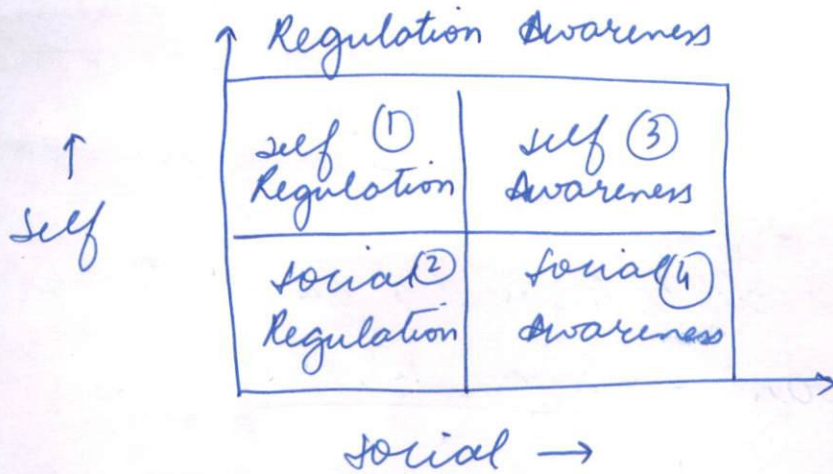 Regulation Awareness
self ① self ③
Regulation Awareness
↑
self
social ② social ④
Regulation Awareness
social →